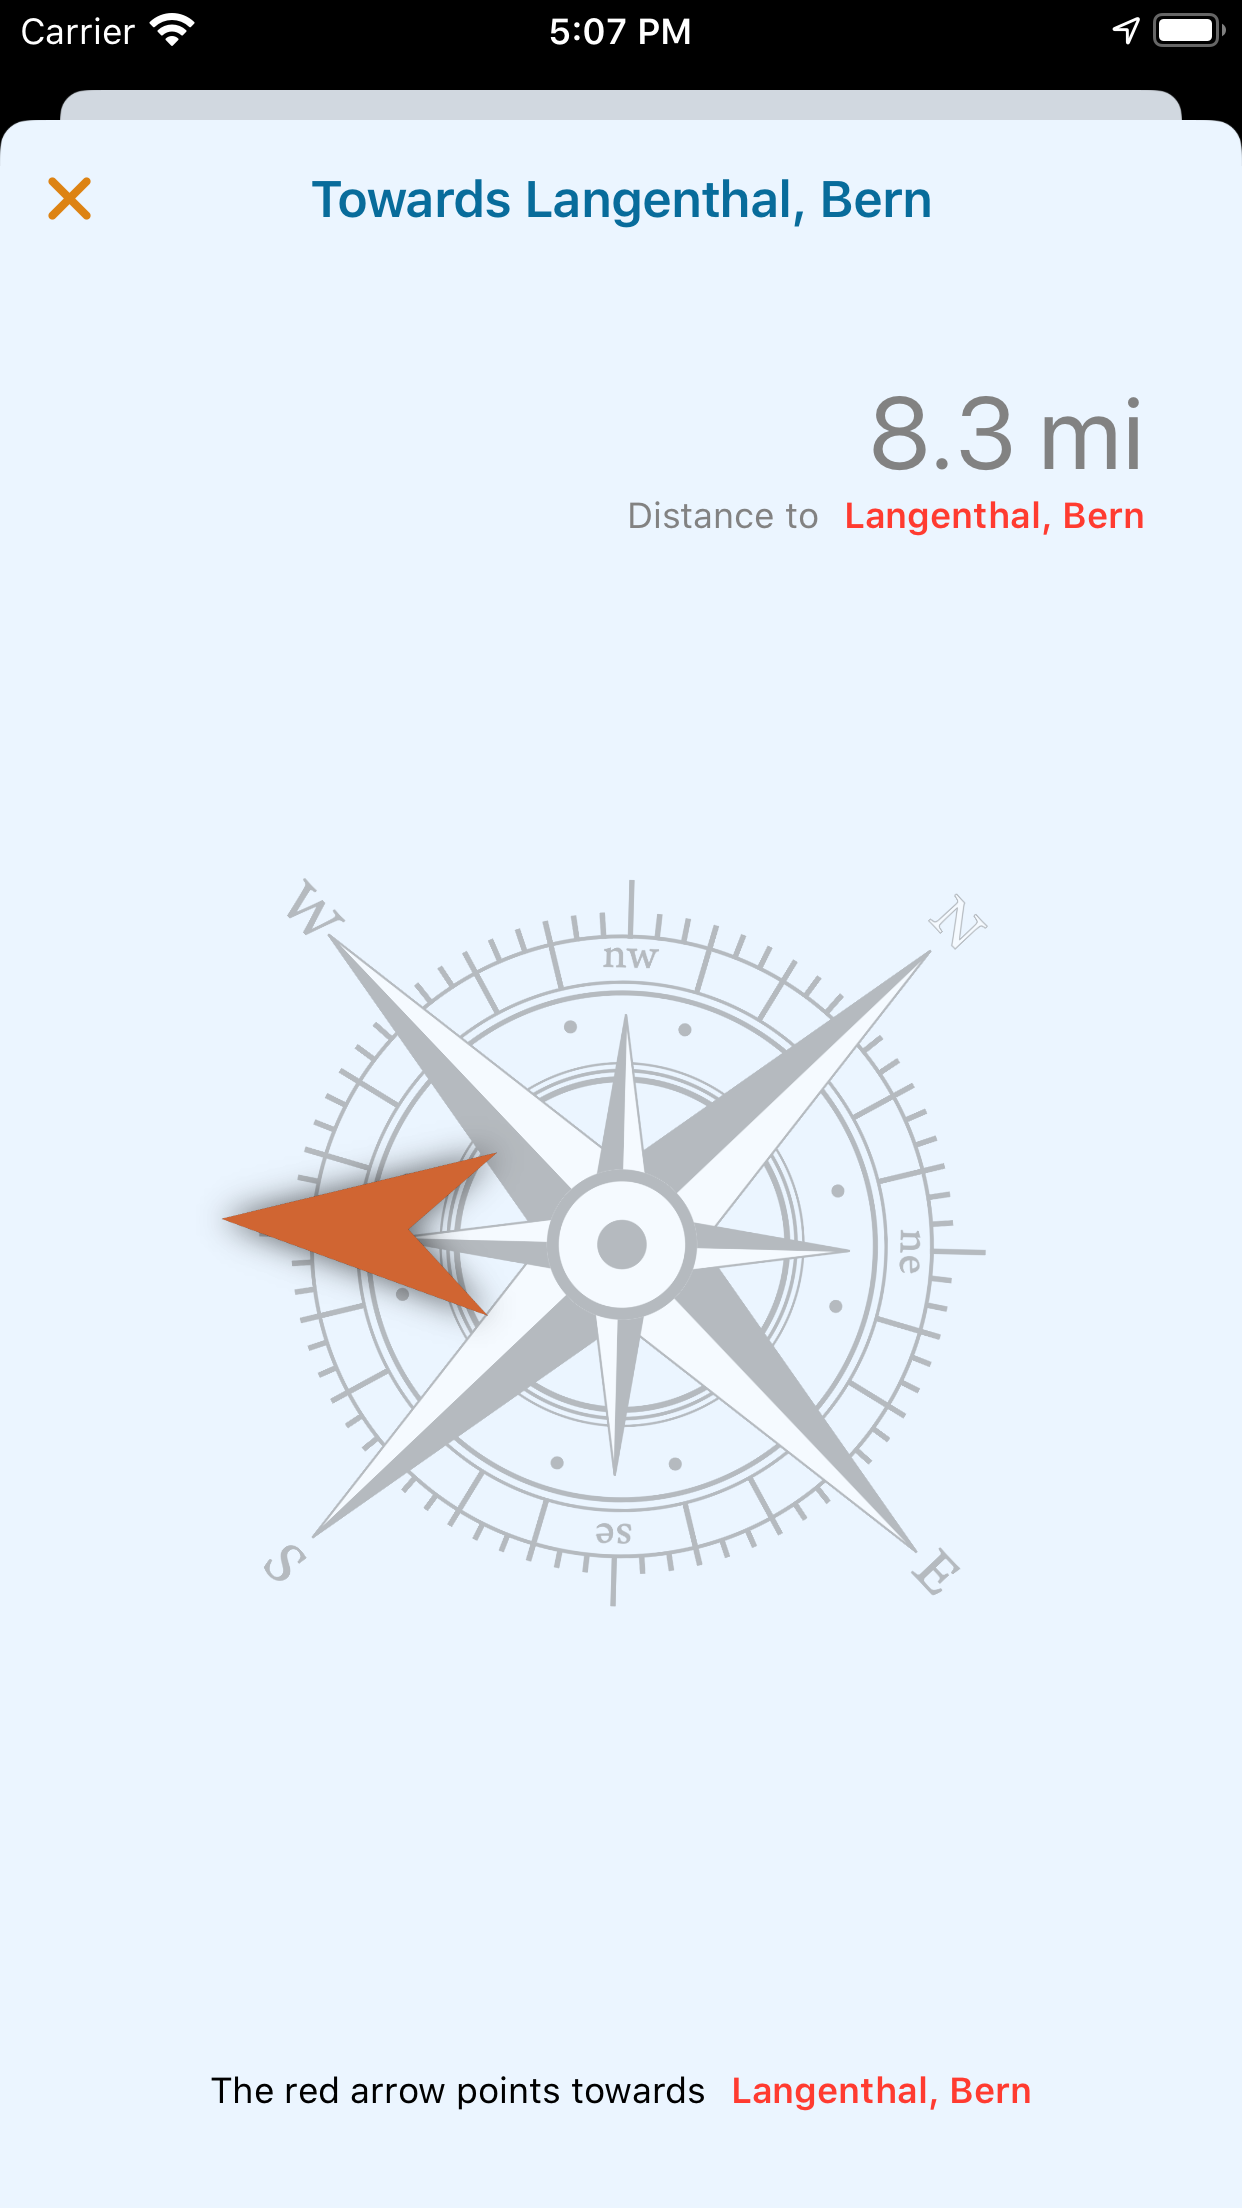 Carrier 5:07 PM
Towards Langenthal, Bern
8.3 mi
Distance to Langenthal, Bern
W N
nw
ne
se
S E
The red arrow points towards Langenthal, Bern